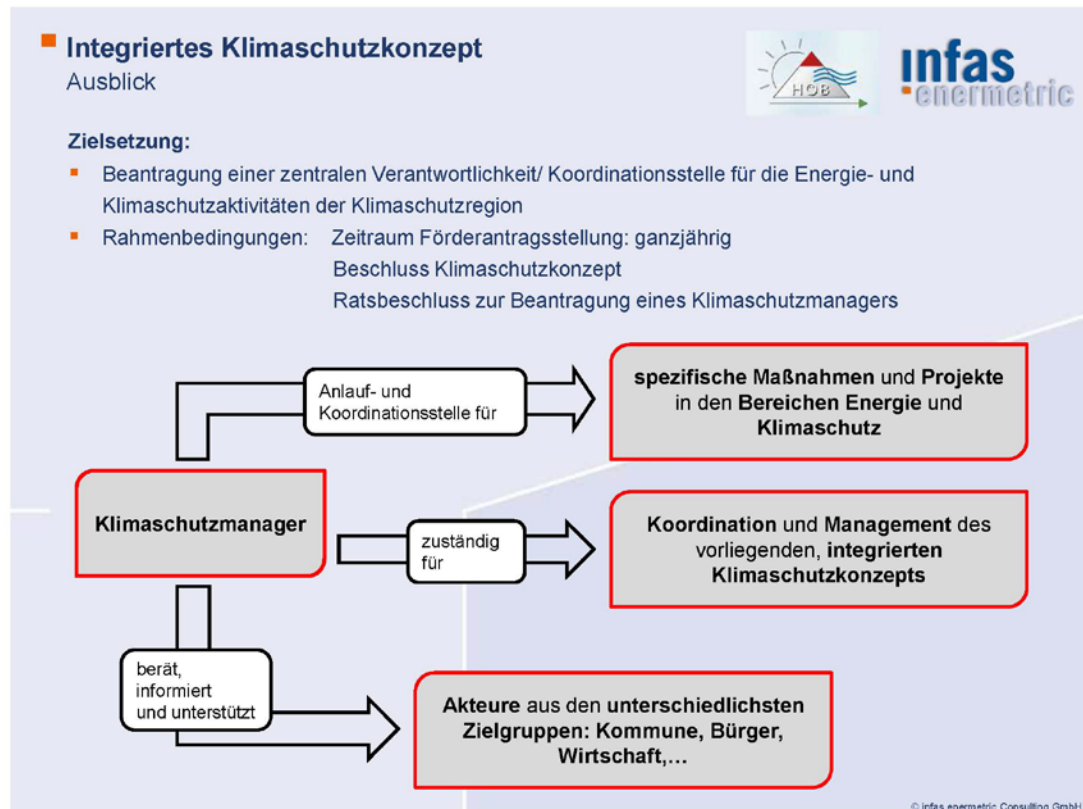 Integriertes Klimaschutzkonzept
Ausblick
HOB
infas
enermetric
Zielsetzung:
Beantragung einer zentralen Verantwortlichkeit/ Koordinationsstelle für die Energie- und
Klimaschutzaktivitäten der Klimaschutzregion
Rahmenbedingungen: Zeitraum Förderantragsstellung: ganzjährig
Beschluss Klimaschutzkonzept
Ratsbeschluss zur Beantragung eines Klimaschutzmanagers
Anlauf- und
Koordinationsstelle für
spezifische Maßnahmen und Projekte
in den Bereichen Energie und
Klimaschutz
Klimaschutzmanager
zuständig
für
Koordination und Management des
vorliegenden, integrierten
Klimaschutzkonzepts
berät,
informiert
und unterstützt
Akteure aus den unterschiedlichsten
Zielgruppen: Kommune, Bürger,
Wirtschaft,…
© infas enermetric Consulting GmbH